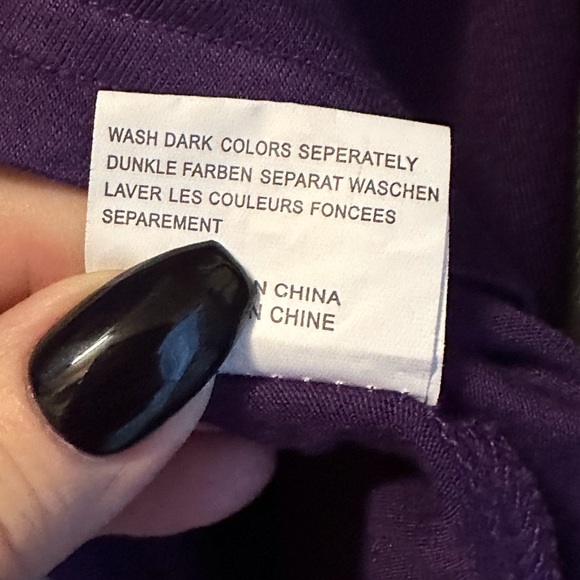 WASH DARK COLORS SEPERATELY
DUNKLE FARBEN SEPARAT WASCHEN
LAVER LES COULEURS FONCEES
SEPAREMENT
N CHINA
N CHINE